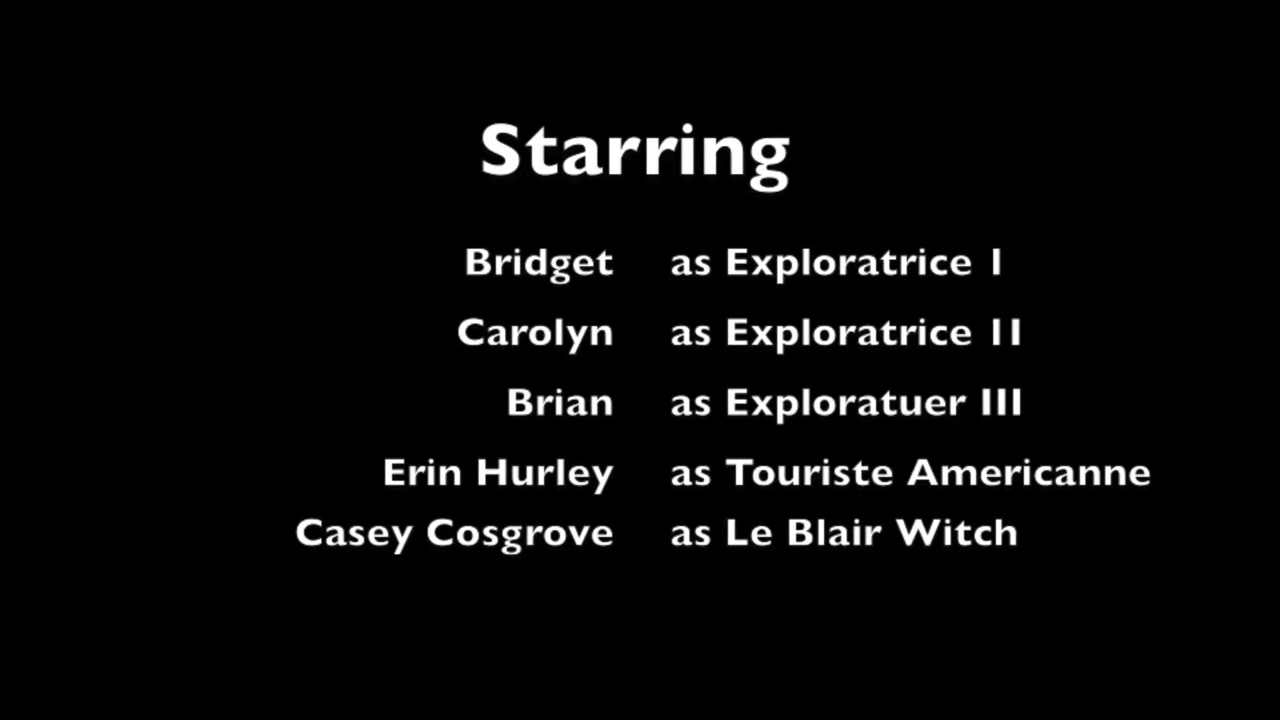 Starring
Bridget as Exploratrice I
Carolyn as Exploratrice II
Brian as Exploratuer III
Erin Hurley as Touriste Americanne
Casey Cosgrove as Le Blair Witch